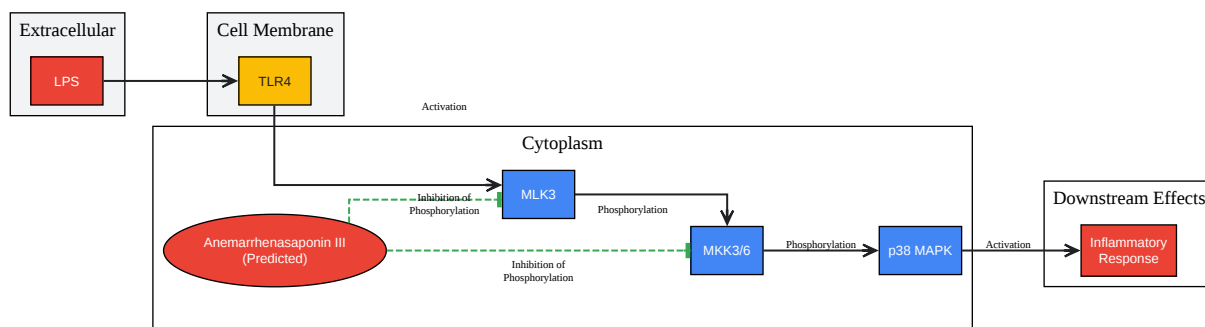 Extracellular
Cell Membrane
LPS
TLR4
Activation
Cytoplasm
MLK3
Inhibition of
Phosphorylation
Phosphorylation
Anemarrhenasaponin III
(Predicted)
Inhibition of
Phosphorylation
MKK3/6
Phosphorylation
p38 MAPK
Activation
Downstream Effects
Inflammatory
Response